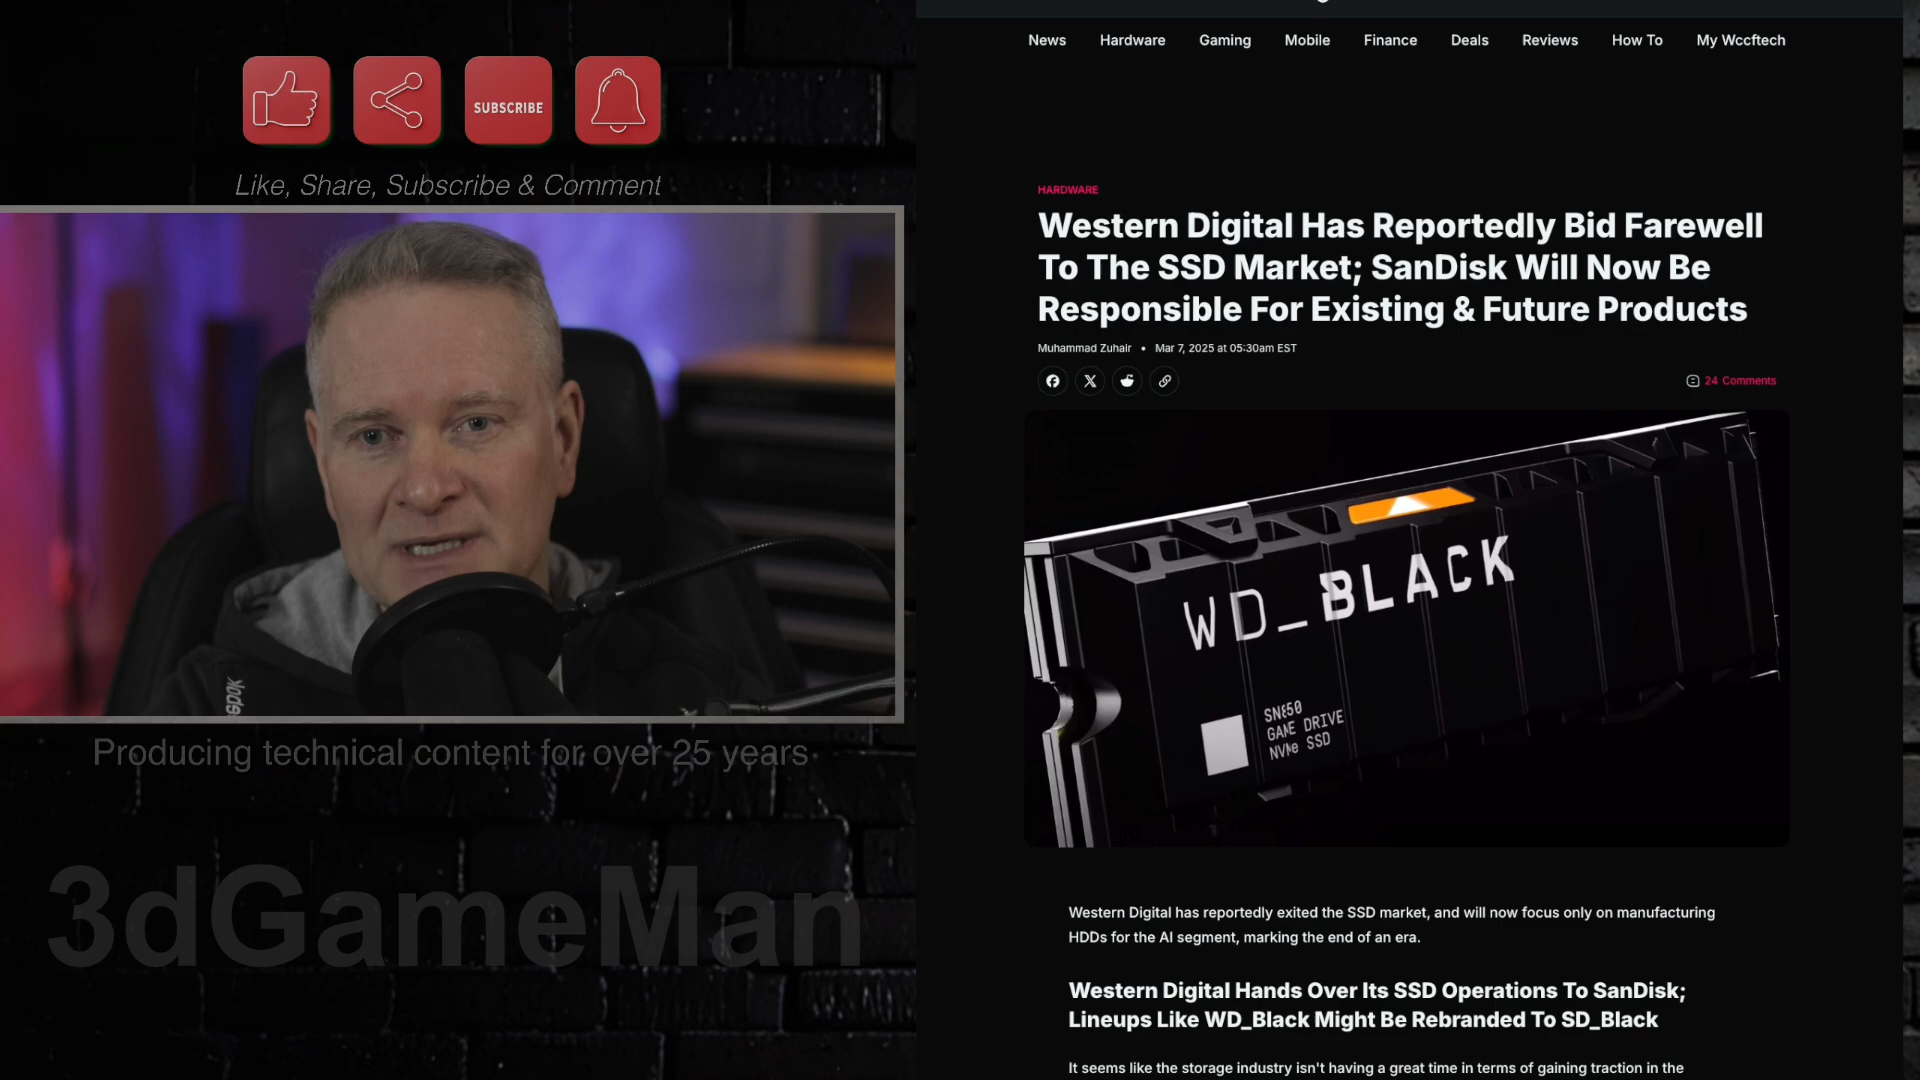 SUBSCRIBE
Like, Share, Subscribe & Comment
Producing technical content for over 25 years
3dGameMan
News Hardware Gaming Mobile Finance Deals Reviews How To My Wccftech
HARDWARE
Western Digital Has Reportedly Bid Farewell
To The SSD Market; SanDisk Will Now Be
Responsible For Existing & Future Products
Muhammad Zuhair • Mar 7, 2025 at 05:30am EST
24 Comments
WD_BLACK
SN850
GAME DRIVE
NVMe SSD
Western Digital has reportedly exited the SSD market, and will now focus only on manufacturing
HDDs for the AI segment, marking the end of an era.
Western Digital Hands Over Its SSD Operations To SanDisk;
Lineups Like WD_Black Might Be Rebranded To SD_Black
It seems like the storage industry isn't having a great time in terms of gaining traction in the